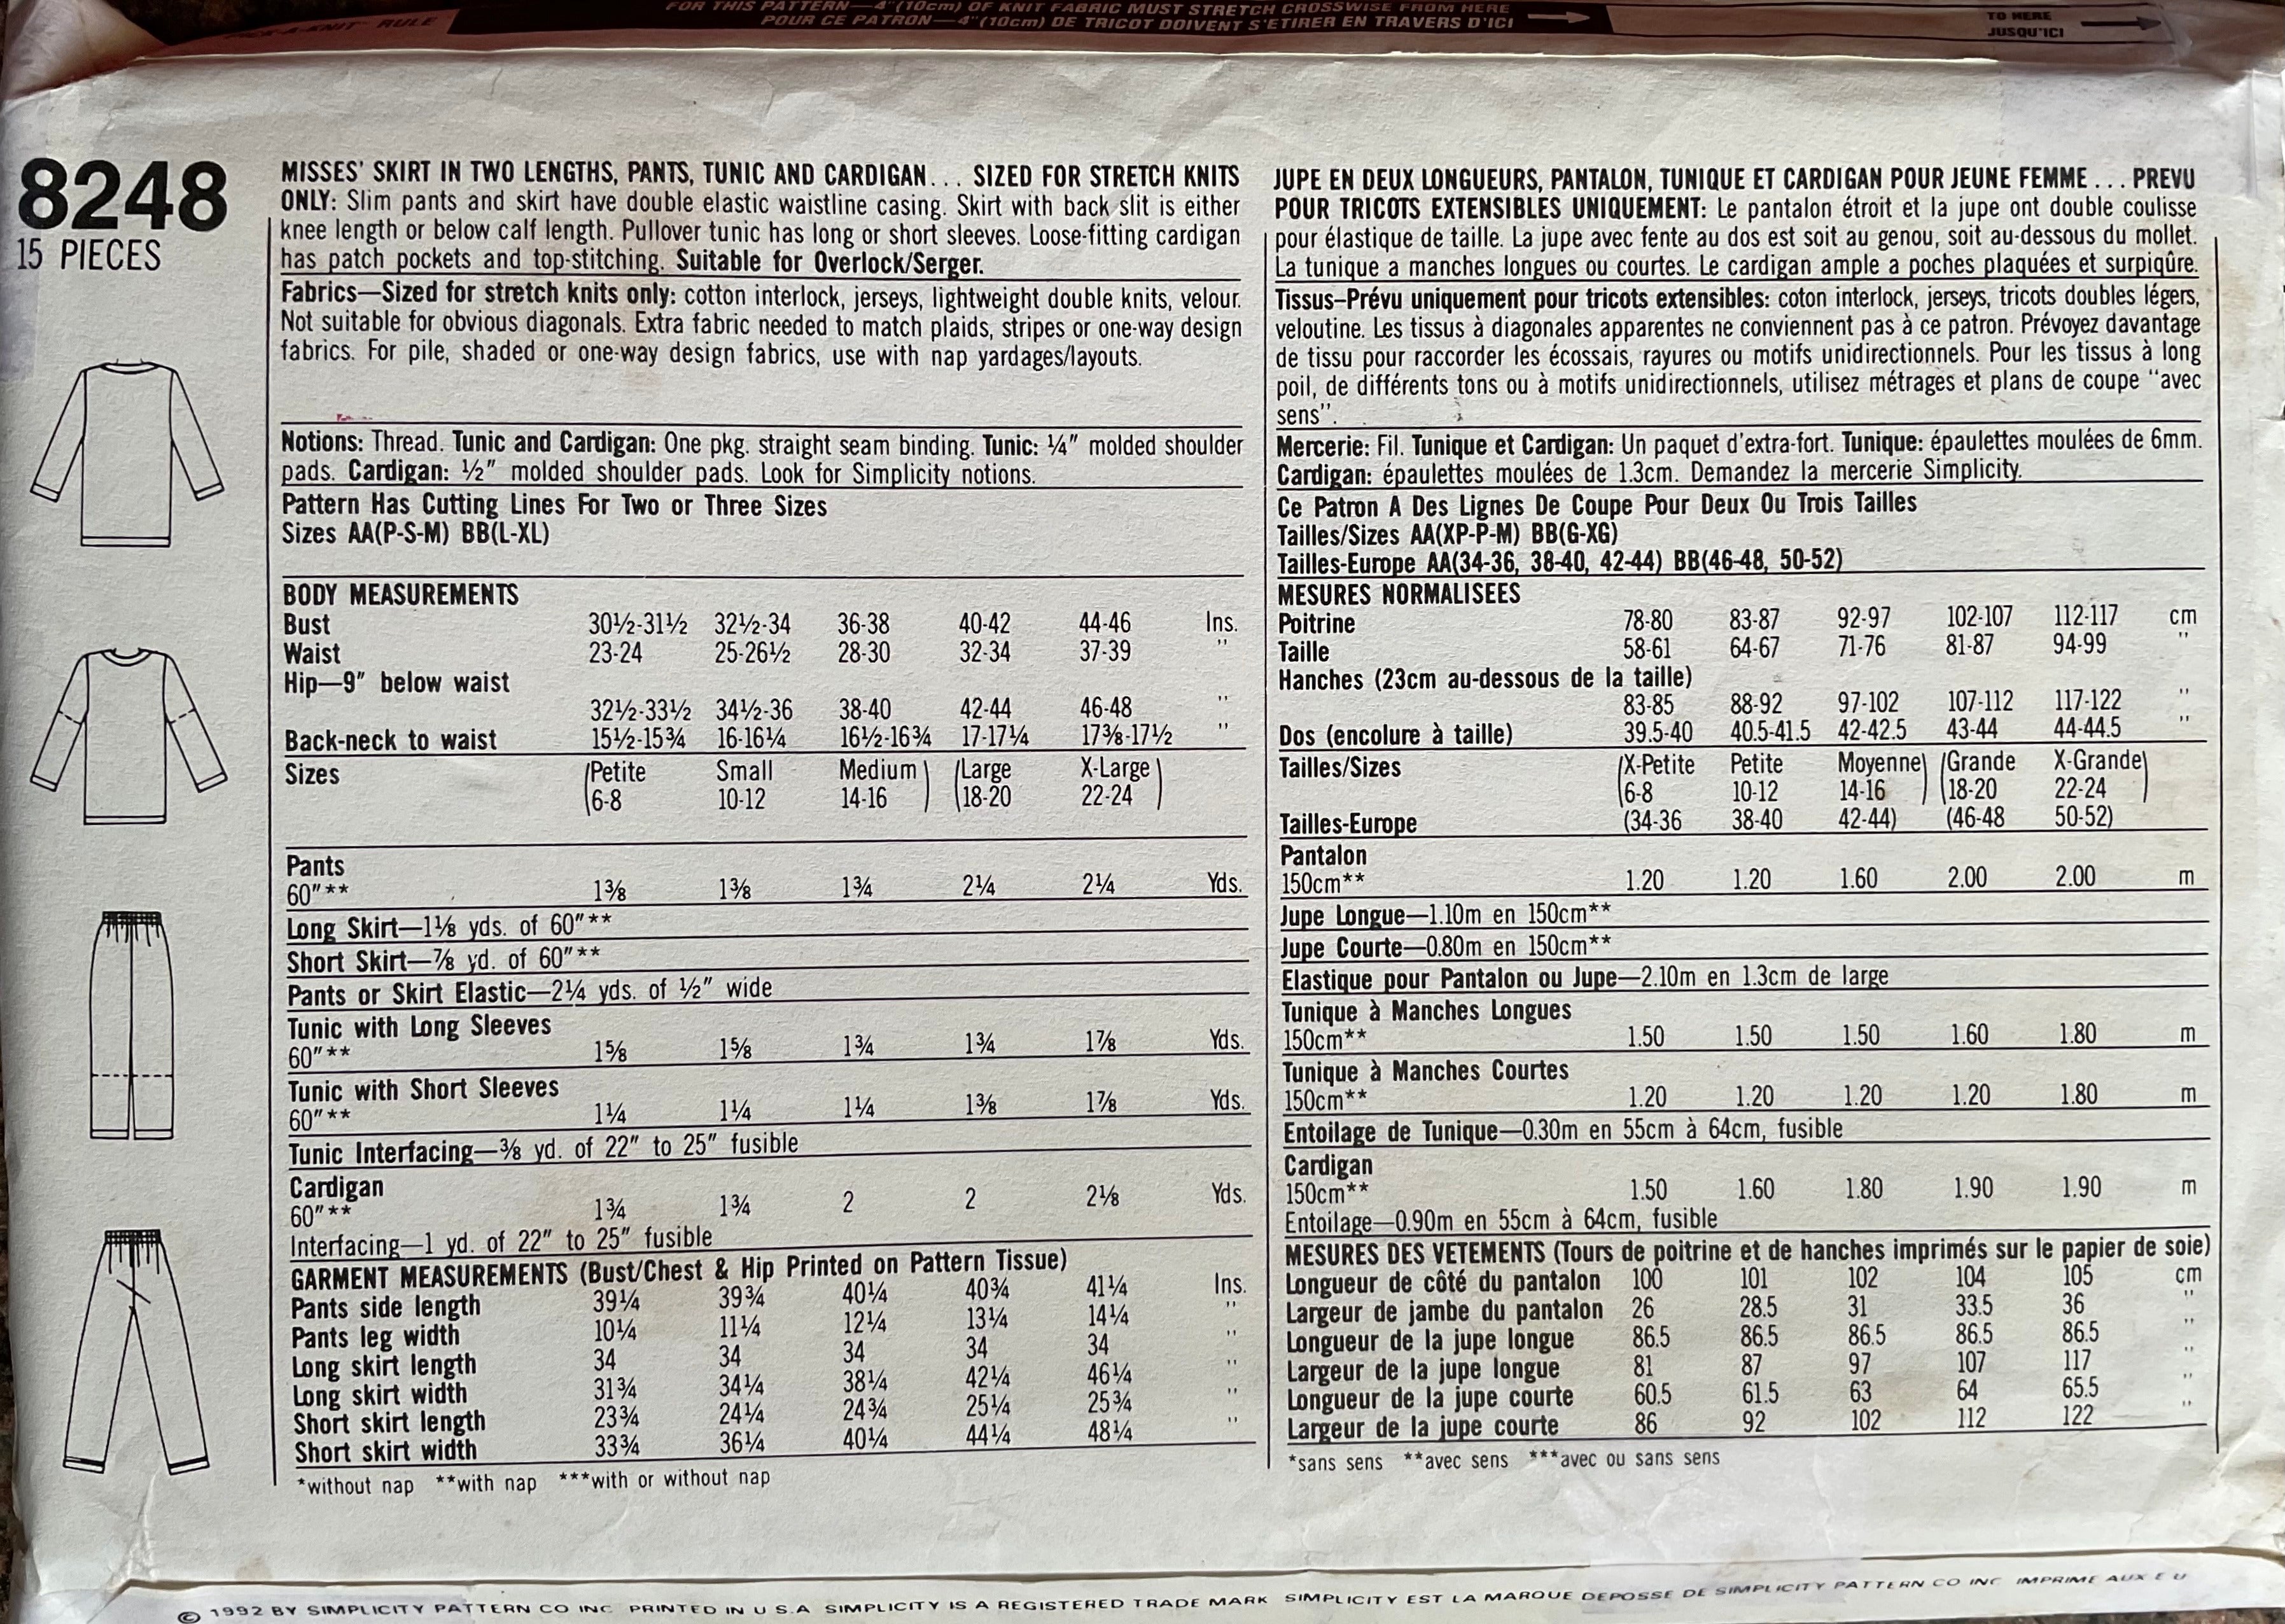 FOR THIS PATTERN—4"(10cm) OF KNIT FABRIC MUST STRETCH CROSSWISE FROM HERE
POUR CE PATRON—4"(10cm) DE TRICOT DOIVENT S'ETIRER EN TRAVERS D'ICI
TO HERE
JUSQU'ICI
PICK-A-KNIT® RULE
8248
15 PIECES
MISSES' SKIRT IN TWO LENGTHS, PANTS, TUNIC AND CARDIGAN... SIZED FOR STRETCH KNITS
ONLY: Slim pants and skirt have double elastic waistline casing. Skirt with back slit is either
knee length or below calf length. Pullover tunic has long or short sleeves. Loose-fitting cardigan
has patch pockets and top-stitching. Suitable for Overlock/Serger.
Fabrics—Sized for stretch knits only: cotton interlock, jerseys, lightweight double knits, velour.
Not suitable for obvious diagonals. Extra fabric needed to match plaids, stripes or one-way design
fabrics. For pile, shaded or one-way design fabrics, use with nap yardages/layouts.
Notions: Thread. Tunic and Cardigan: One pkg. straight seam binding. Tunic: ¼" molded shoulder
pads. Cardigan: ½" molded shoulder pads. Look for Simplicity notions.
Pattern Has Cutting Lines For Two or Three Sizes
Sizes AA(P-S-M) BB(L-XL)
BODY MEASUREMENTS
Bust 30½-31½ 32½-34 36-38 40-42 44-46 Ins.
Waist 23-24 25-26½ 28-30 32-34 37-39 "
Hip—9" below waist
32½-33½ 34½-36 38-40 42-44 46-48 "
Back-neck to waist 15½-15¾ 16-16¼ 16½-16¾ 17-17¼ 17⅜-17½ "
Sizes (Petite Small Medium) (Large X-Large)
6-8 10-12 14-16 18-20 22-24
Pants
60"** 1⅜ 1⅜ 1¾ 2¼ 2¼ Yds.
Long Skirt—1⅛ yds. of 60"**
Short Skirt—⅞ yd. of 60"**
Pants or Skirt Elastic—2¼ yds. of ½" wide
Tunic with Long Sleeves
60"** 1⅝ 1⅝ 1¾ 1¾ 1⅞ Yds.
Tunic with Short Sleeves
60"** 1¼ 1¼ 1¼ 1⅜ 1⅞ Yds.
Tunic Interfacing—⅜ yd. of 22" to 25" fusible
Cardigan
60"** 1¾ 1¾ 2 2 2⅛ Yds.
Interfacing—1 yd. of 22" to 25" fusible
GARMENT MEASUREMENTS (Bust/Chest & Hip Printed on Pattern Tissue)
Pants side length 39¼ 39¾ 40¼ 40¾ 41¼ Ins.
Pants leg width 10¼ 11¼ 12¼ 13¼ 14¼ "
Long skirt length 34 34 34 34 34 "
Long skirt width 31¾ 34¼ 38¼ 42¼ 46¼ "
Short skirt length 23¾ 24¼ 24¾ 25¼ 25¾ "
Short skirt width 33¾ 36¼ 40¼ 44¼ 48¼ "
*without nap **with nap ***with or without nap
JUPE EN DEUX LONGUEURS, PANTALON, TUNIQUE ET CARDIGAN POUR JEUNE FEMME... PREVU
POUR TRICOTS EXTENSIBLES UNIQUEMENT: Le pantalon étroit et la jupe ont double coulisse
pour élastique de taille. La jupe avec fente au dos est soit au genou, soit au-dessous du mollet.
La tunique a manches longues ou courtes. Le cardigan ample a poches plaquées et surpiqûre.
Tissus—Prévu uniquement pour tricots extensibles: coton interlock, jerseys, tricots doubles légers,
veloutine. Les tissus à diagonales apparentes ne conviennent pas à ce patron. Prévoyez davantage
de tissu pour raccorder les écossais, rayures ou motifs unidirectionnels. Pour les tissus à long
poil, de différents tons ou à motifs unidirectionnels, utilisez métrages et plans de coupe "avec
sens".
Mercerie: Fil. Tunique et Cardigan: Un paquet d'extra-fort. Tunique: épaulettes moulées de 6mm.
Cardigan: épaulettes moulées de 1.3cm. Demandez la mercerie Simplicity.
Ce Patron A Des Lignes De Coupe Pour Deux Ou Trois Tailles
Tailles/Sizes AA(XP-P-M) BB(G-XG)
Tailles-Europe AA(34-36, 38-40, 42-44) BB(46-48, 50-52)
MESURES NORMALISEES
Poitrine 78-80 83-87 92-97 102-107 112-117 cm
Taille 58-61 64-67 71-76 81-87 94-99 "
Hanches (23cm au-dessous de la taille)
83-85 88-92 97-102 107-112 117-122 "
Dos (encolure à taille) 39.5-40 40.5-41.5 42-42.5 43-44 44-44.5 "
Tailles/Sizes (X-Petite Petite Moyenne) (Grande X-Grande)
6-8 10-12 14-16 18-20 22-24
Tailles-Europe (34-36 38-40 42-44) (46-48 50-52)
Pantalon
150cm** 1.20 1.20 1.60 2.00 2.00 m
Jupe Longue—1.10m en 150cm**
Jupe Courte—0.80m en 150cm**
Elastique pour Pantalon ou Jupe—2.10m en 1.3cm de large
Tunique à Manches Longues
150cm** 1.50 1.50 1.50 1.60 1.80 m
Tunique à Manches Courtes
150cm** 1.20 1.20 1.20 1.20 1.80 m
Entoilage de Tunique—0.30m en 55cm à 64cm, fusible
Cardigan
150cm** 1.50 1.60 1.80 1.90 1.90 m
Entoilage—0.90m en 55cm à 64cm, fusible
MESURES DES VETEMENTS (Tours de poitrine et de hanches imprimés sur le papier de soie)
Longueur de côté du pantalon 100 101 102 104 105 cm
Largeur de jambe du pantalon 26 28.5 31 33.5 36 "
Longueur de la jupe longue 86.5 86.5 86.5 86.5 86.5 "
Largeur de la jupe longue 81 87 97 107 117 "
Longueur de la jupe courte 60.5 61.5 63 64 65.5 "
Largeur de la jupe courte 86 92 102 112 122 "
*sans sens **avec sens ***avec ou sans sens
© 1992 BY SIMPLICITY PATTERN CO INC PRINTED IN U S A SIMPLICITY IS A REGISTERED TRADE MARK SIMPLICITY EST LA MARQUE DEPOSSE DE SIMPLICITY PATTERN CO INC IMPRIME AUX E U